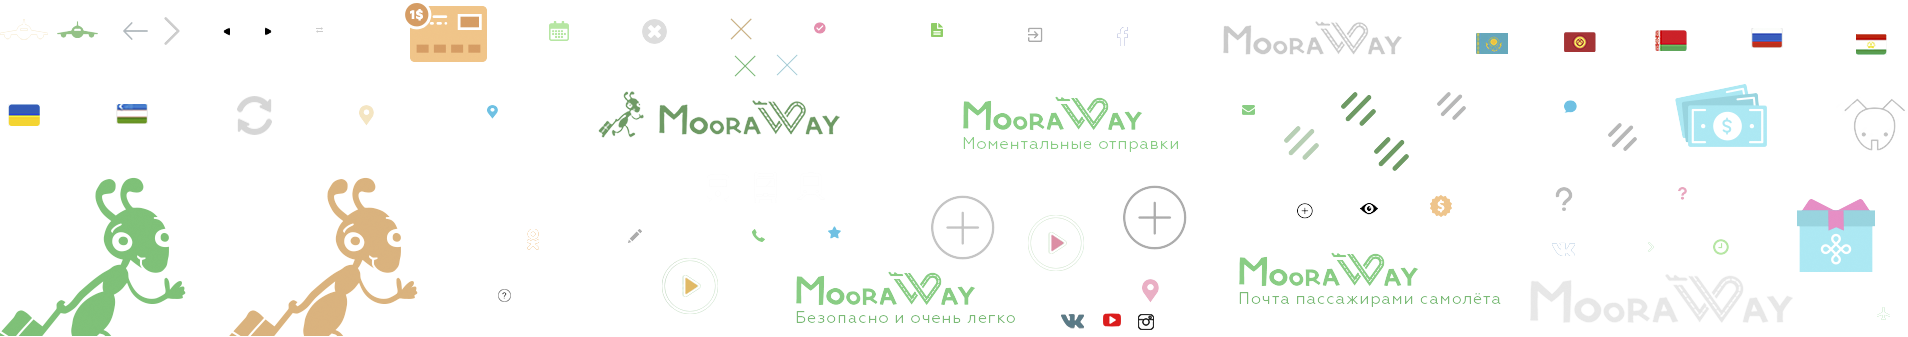 1$
MOORAWAY
MOORAWAY
MOORAWAY
Моментальные отправки
MOORAWAY
Безопасно и очень легко
MOORAWAY
Почта пассажирами самолёта
MOORAWAY